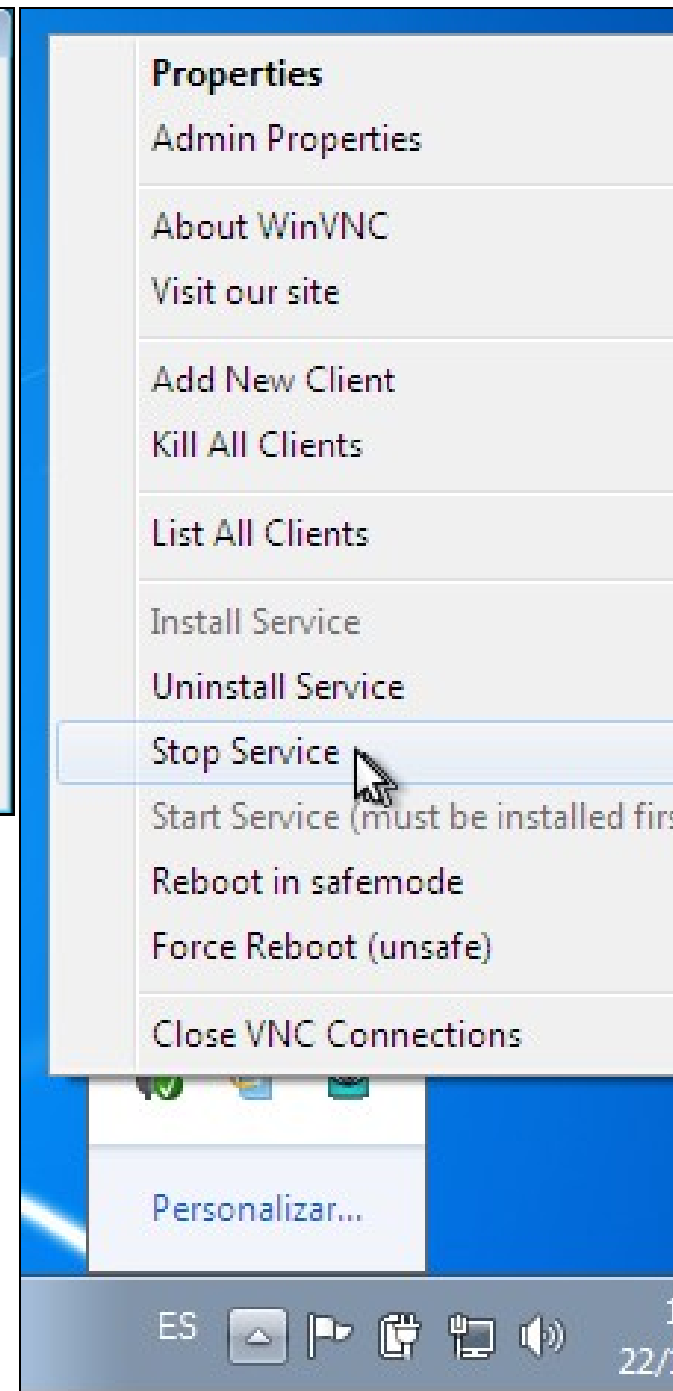 Properties
Admin Properties
About WinVNC
Visit our site
Add New Client
Kill All Clients
List All Clients
Install Service
Uninstall Service
Stop Service
Start Service (must be installed
Reboot in safemode
Force Reboot (unsafe)
Close VNC Connections
Personalizar...
ES
22/